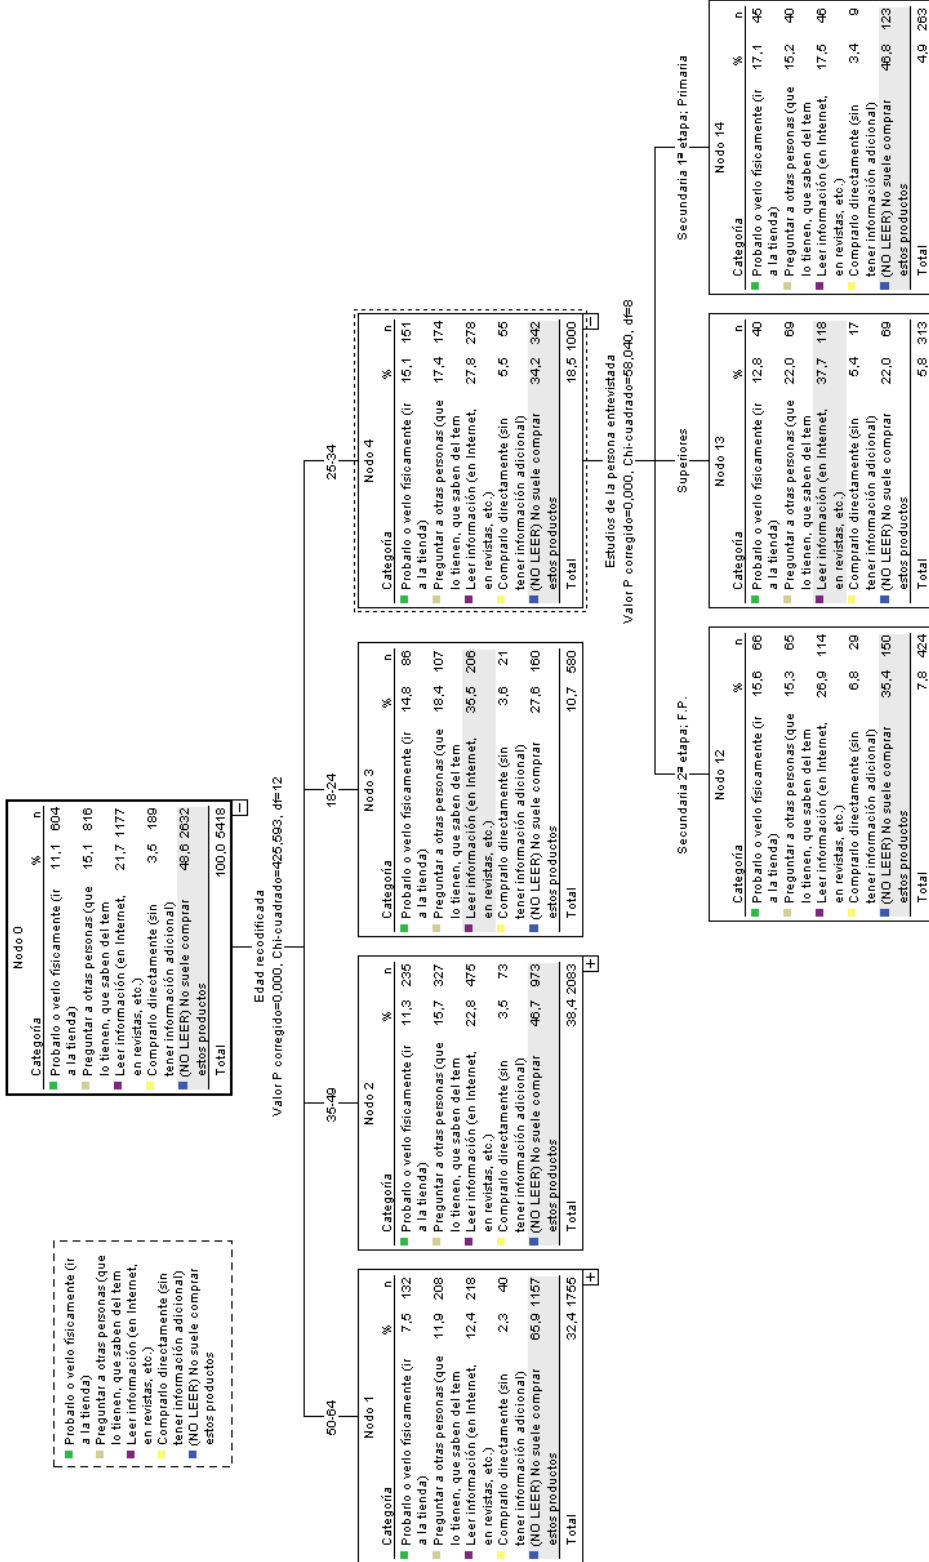 Probarlo o verlo físicamente (ir
a la tienda)
Preguntar a otras personas (que
lo tienen, que saben del tem
Leer información (en Internet,
en revistas, etc.)
Comprarlo directamente (sin
tener información adicional)
(NO LEER) No suele comprar
estos productos
Nodo 0
Categoría % n
Probarlo o verlo físicamente (ir 11,1 604
a la tienda)
Preguntar a otras personas (que 15,1 816
lo tienen, que saben del tem
Leer información (en Internet, 21,7 1177
en revistas, etc.)
Comprarlo directamente (sin 3,5 189
tener información adicional)
(NO LEER) No suele comprar 48,6 2632
estos productos
Total 100,0 5418
Edad recodificada
Valor P corregido=0,000, Chi-cuadrado=425,593, df=12
50-64
Nodo 1
Categoría % n
Probarlo o verlo físicamente (ir 7,5 132
a la tienda)
Preguntar a otras personas (que 11,9 208
lo tienen, que saben del tem
Leer información (en Internet, 12,4 218
en revistas, etc.)
Comprarlo directamente (sin 2,3 40
tener información adicional)
(NO LEER) No suele comprar 65,9 1157
estos productos
Total 32,4 1755
35-49
Nodo 2
Categoría % n
Probarlo o verlo físicamente (ir 11,3 235
a la tienda)
Preguntar a otras personas (que 15,7 327
lo tienen, que saben del tem
Leer información (en Internet, 22,8 475
en revistas, etc.)
Comprarlo directamente (sin 3,5 73
tener información adicional)
(NO LEER) No suele comprar 46,7 973
estos productos
Total 38,4 2083
18-24
Nodo 3
Categoría % n
Probarlo o verlo físicamente (ir 14,8 86
a la tienda)
Preguntar a otras personas (que 18,4 107
lo tienen, que saben del tem
Leer información (en Internet, 35,5 206
en revistas, etc.)
Comprarlo directamente (sin 3,6 21
tener información adicional)
(NO LEER) No suele comprar 27,6 160
estos productos
Total 10,7 580
25-34
Nodo 4
Categoría % n
Probarlo o verlo físicamente (ir 15,1 151
a la tienda)
Preguntar a otras personas (que 17,4 174
lo tienen, que saben del tem
Leer información (en Internet, 27,8 278
en revistas, etc.)
Comprarlo directamente (sin 5,5 55
tener información adicional)
(NO LEER) No suele comprar 34,2 342
estos productos
Total 18,5 1000
Estudios de la persona entrevistada
Valor P corregido=0,000, Chi-cuadrado=58,040, df=8
Secundaria 2ª etapa; F.P.
Nodo 12
Categoría % n
Probarlo o verlo físicamente (ir 15,6 66
a la tienda)
Preguntar a otras personas (que 15,3 65
lo tienen, que saben del tem
Leer información (en Internet, 26,9 114
en revistas, etc.)
Comprarlo directamente (sin 6,8 29
tener información adicional)
(NO LEER) No suele comprar 35,4 150
estos productos
Total 7,8 424
Superiores
Nodo 13
Categoría % n
Probarlo o verlo físicamente (ir 12,8 40
a la tienda)
Preguntar a otras personas (que 22,0 69
lo tienen, que saben del tem
Leer información (en Internet, 37,7 118
en revistas, etc.)
Comprarlo directamente (sin 5,4 17
tener información adicional)
(NO LEER) No suele comprar 22,0 69
estos productos
Total 5,8 313
Secundaria 1ª etapa; Primaria
Nodo 14
Categoría % n
Probarlo o verlo físicamente (ir 17,1 45
a la tienda)
Preguntar a otras personas (que 15,2 40
lo tienen, que saben del tem
Leer información (en Internet, 17,5 46
en revistas, etc.)
Comprarlo directamente (sin 3,4 9
tener información adicional)
(NO LEER) No suele comprar 46,8 123
estos productos
Total 4,9 263